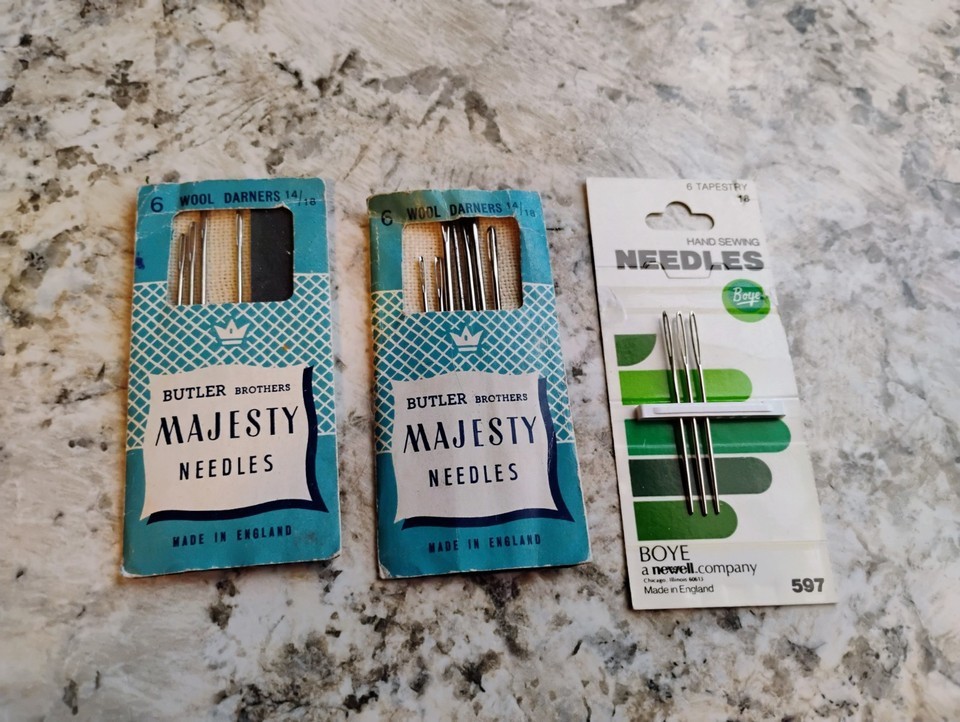 6 WOOL DARNERS 14/18
BUTLER BROTHERS
MAJESTY
NEEDLES
MADE IN ENGLAND
6 WOOL DARNERS 14/18
BUTLER BROTHERS
MAJESTY
NEEDLES
MADE IN ENGLAND
6 TAPESTRY
18
HAND SEWING
NEEDLES
Boye
BOYE
a newell company
Chicago, Illinois 60613
Made in England
597